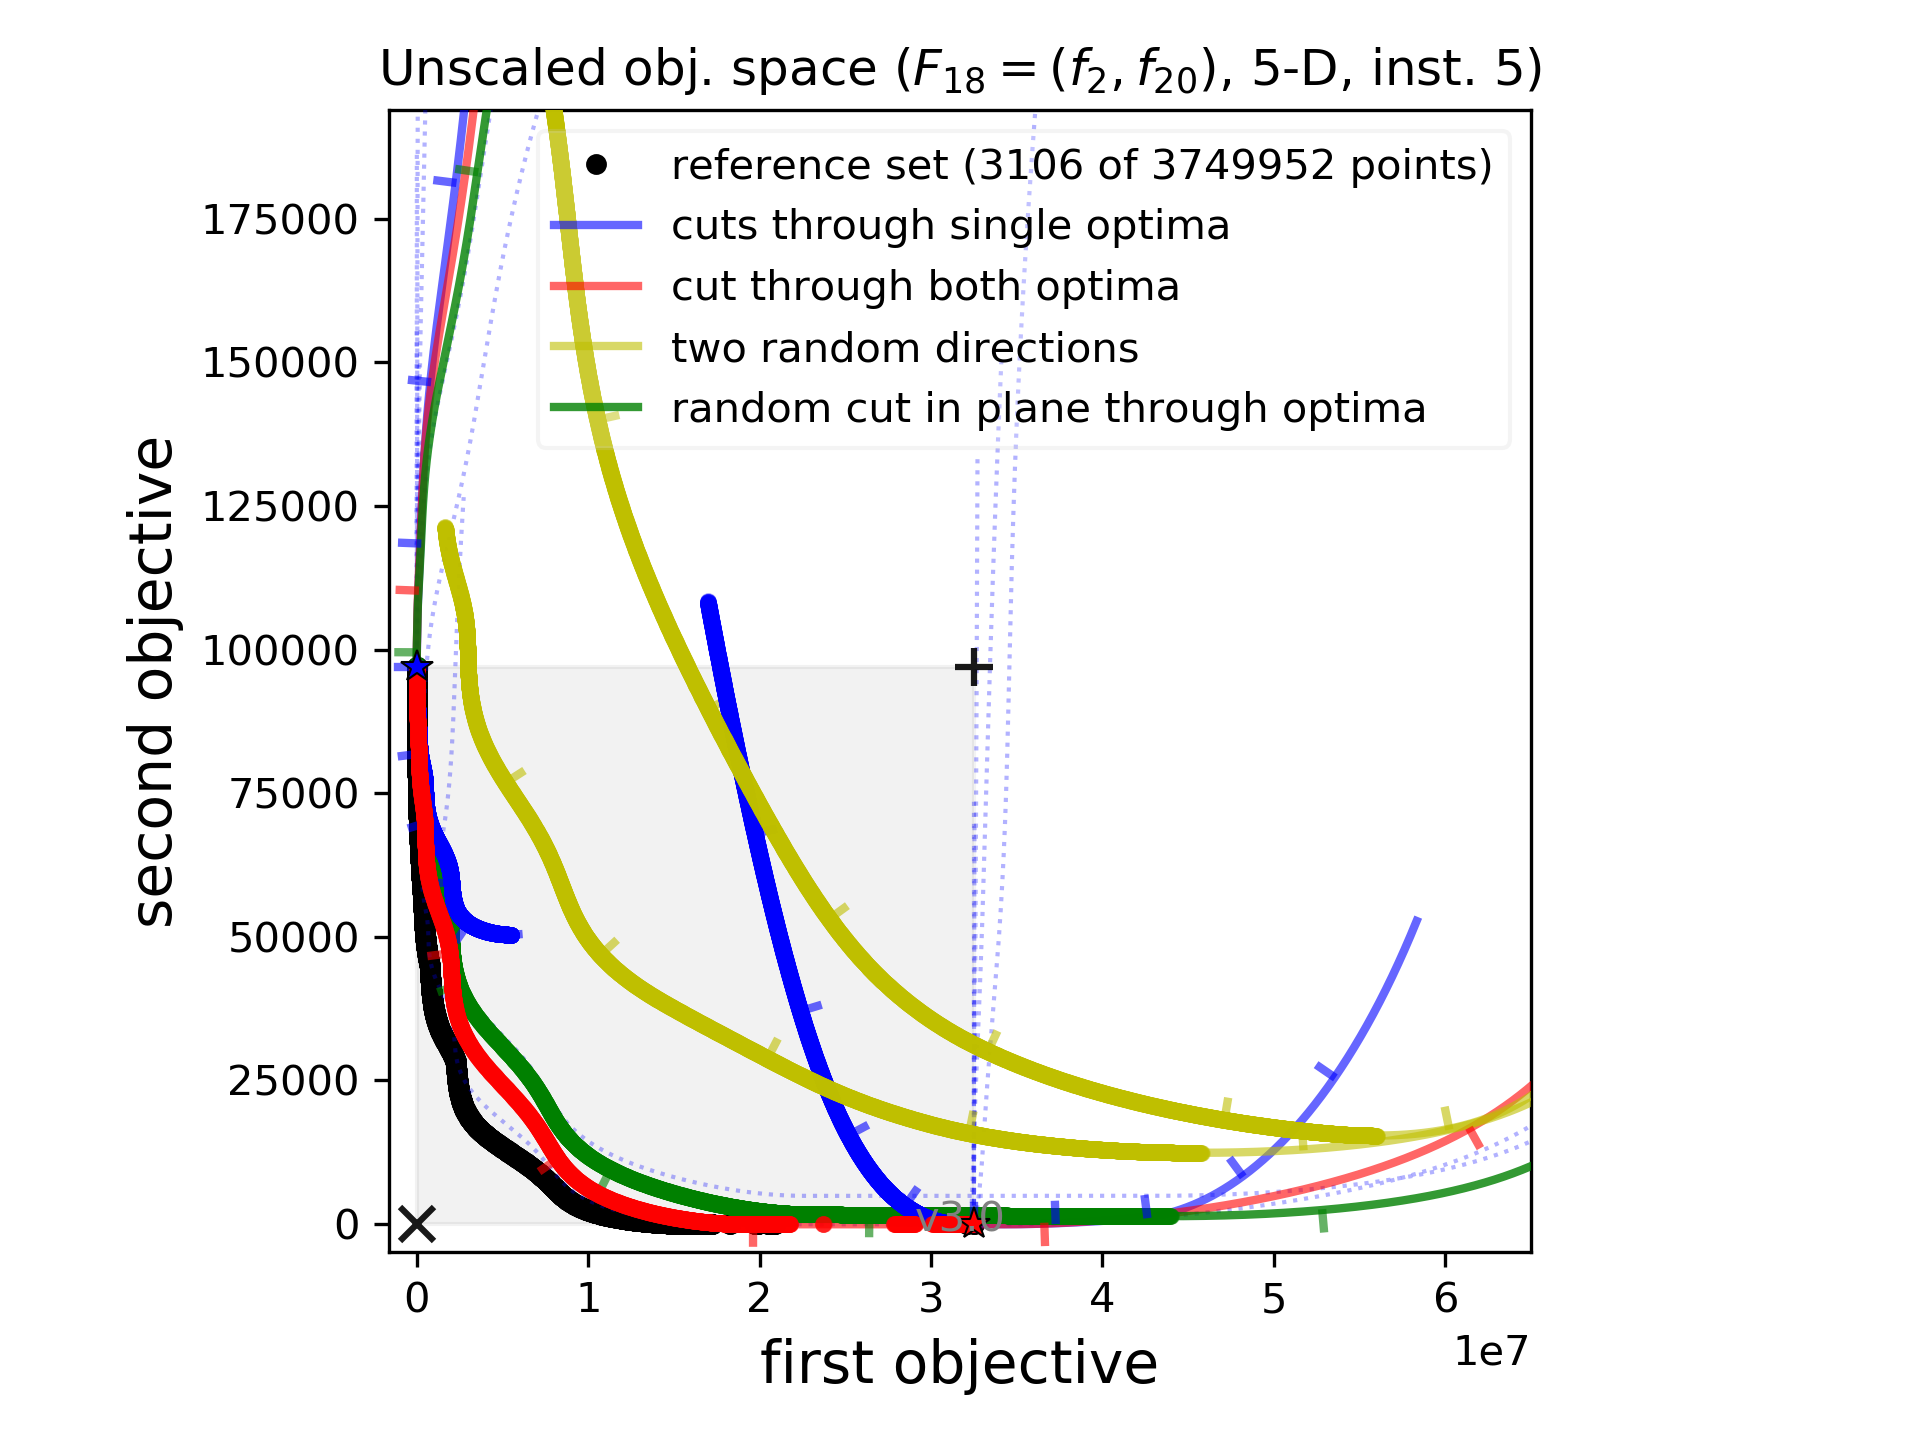 Unscaled obj. space (F18 = (f2, f20), 5-D, inst. 5)
reference set (3106 of 3749952 points)
cuts through single optima
cut through both optima
two random directions
random cut in plane through optima
second objective
175000
150000
125000
100000
75000
50000
25000
0
v3.0
0 1 2 3 4 5 6
1e7
first objective